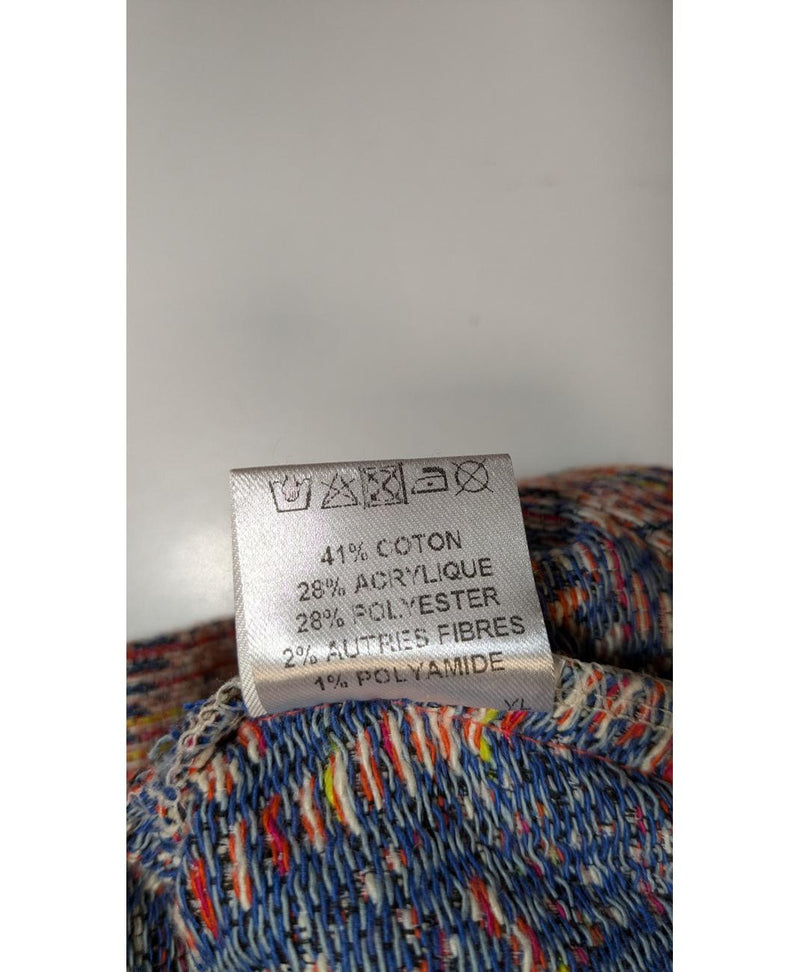 41% COTON
28% ACRYLIQUE
28% POLYESTER
2% AUTRES FIBRES
1% POLYAMIDE
XL